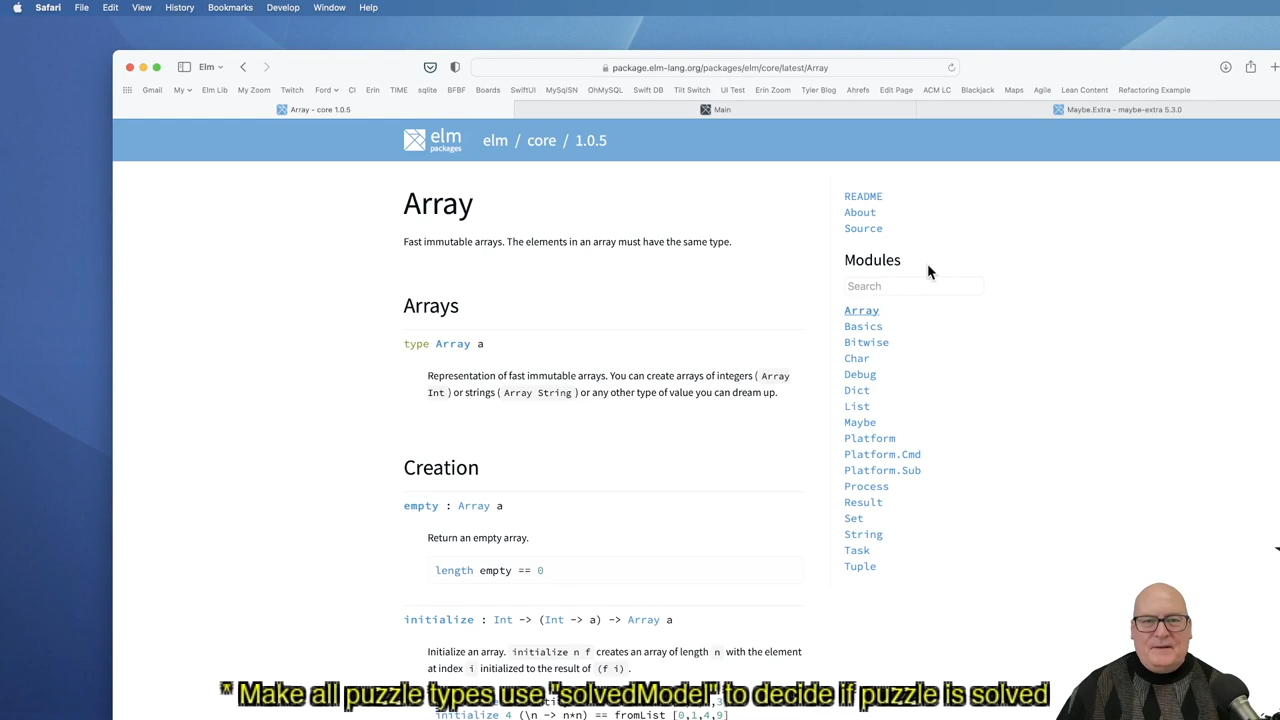 Safari File Edit View History Bookmarks Develop Window Help
Elm
package.elm-lang.org/packages/elm/core/latest/Array
Gmail My Elm Lib My Zoom Twitch Ford CI Erin TIME sqlite BFBF Boards SwiftUI MySqlSN OhMySQL Swift DB Tilt Switch UI Test Erin Zoom Tyler Blog Ahrefs Edit Page ACM LC Blackjack Maps Agile Lean Content Refactoring Example
Array - core 1.0.5
Main
Maybe.Extra - maybe-extra 5.3.0
elm packages
elm / core / 1.0.5
Array
Fast immutable arrays. The elements in an array must have the same type.
Arrays
type Array a
Representation of fast immutable arrays. You can create arrays of integers ( Array
Int ) or strings ( Array String ) or any other type of value you can dream up.
Creation
empty : Array a
Return an empty array.
length empty == 0
initialize : Int -> (Int -> a) -> Array a
Initialize an array. initialize n f creates an array of length n with the element
at index i initialized to the result of (f i) .
initialize 4 (\n -> n*n) == fromList [0,1,4,9]
README
About
Source
Modules
Search
Array
Basics
Bitwise
Char
Debug
Dict
List
Maybe
Platform
Platform.Cmd
Platform.Sub
Process
Result
Set
String
Task
Tuple
* Make all puzzle types use "solvedModel" to decide if puzzle is solved